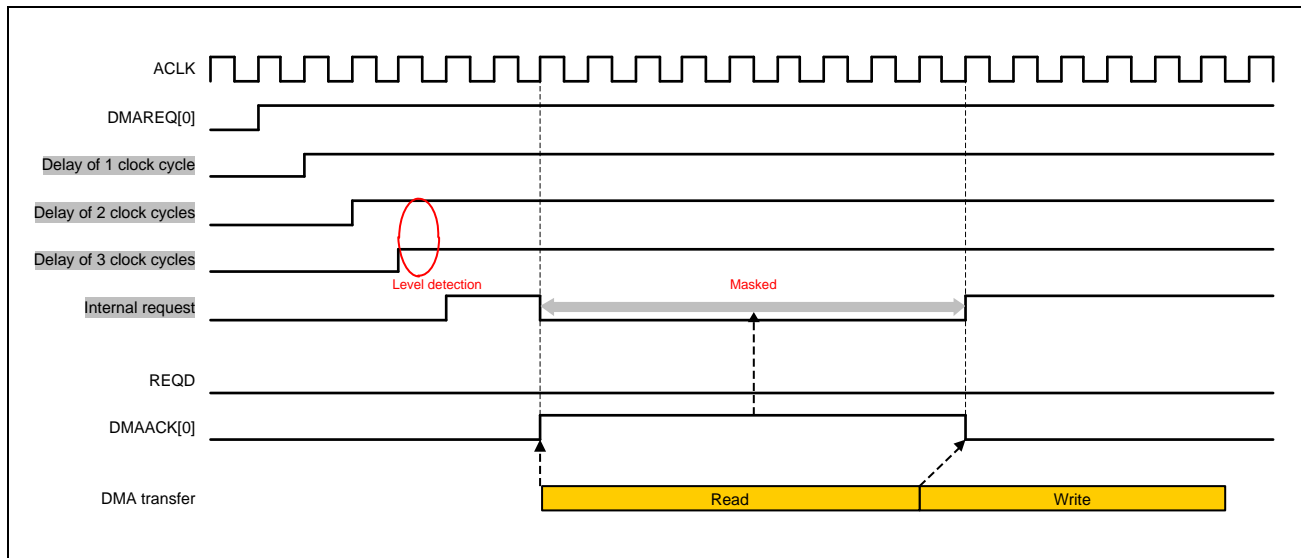 ACLK
DMAREQ[0]
Delay of 1 clock cycle
Delay of 2 clock cycles
Delay of 3 clock cycles
Level detection
Masked
Internal request
REQD
DMAACK[0]
DMA transfer
Read
Write